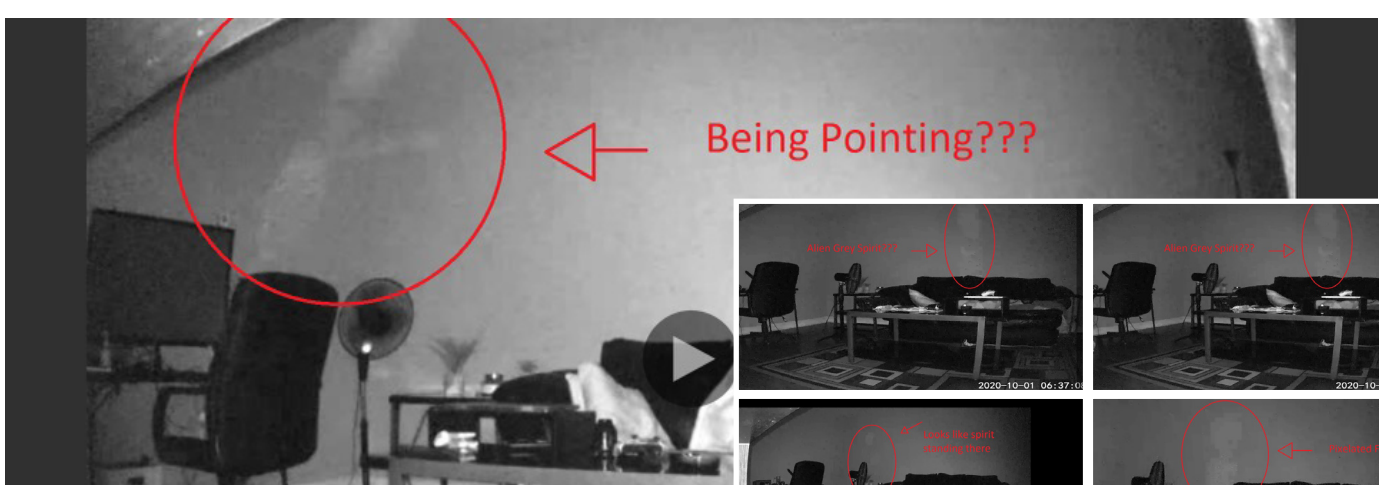 Being Pointing???
Alien Grey Spirit???
Alien Grey Spirit???
2020-10-01 06:37:08
2020-10-
Looks like spirit
standing there